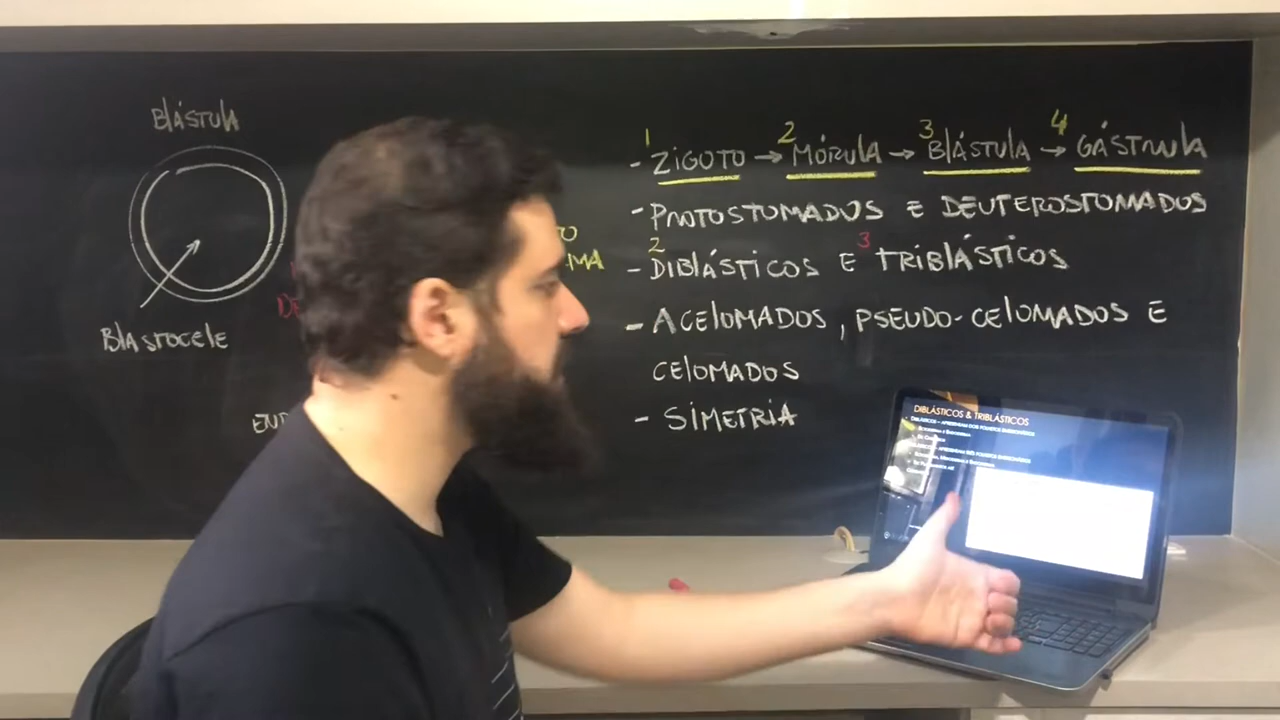 BLÁSTULA
BLASTOCELE
1 2 3 4
- ZIGOTO → MÓRULA → BLÁSTULA → GÁSTRULA
- PROTOSTOMADOS E DEUTEROSTOMADOS
2 3
- DIBLÁSTICOS E TRIBLÁSTICOS
- ACELOMADOS, PSEUDO-CELOMADOS E
CELOMADOS
- SIMETRIA
DIBLÁSTICOS & TRIBLÁSTICOS